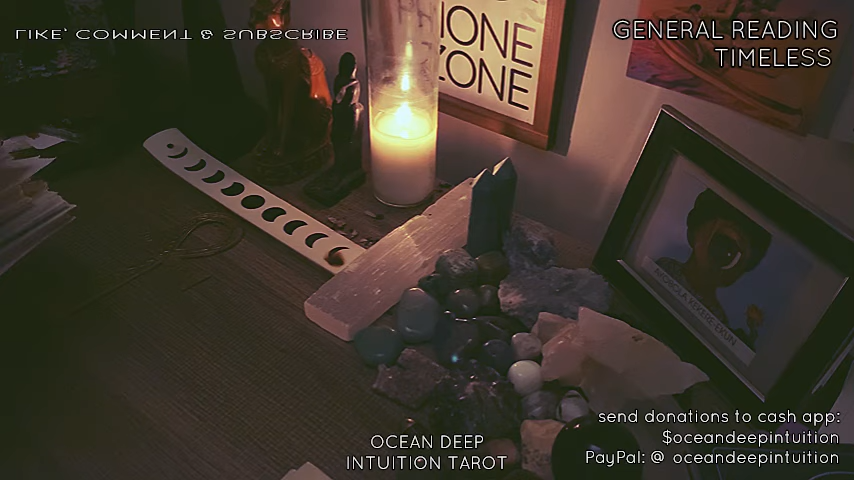 LIKE, COMMENT & SUBSCRIBE
GENERAL READING
TIMELESS
IONE
ZONE
OCEAN DEEP
INTUITION TAROT
send donations to cash app:
$oceandeepintuition
PayPal: @ oceandeepintuition